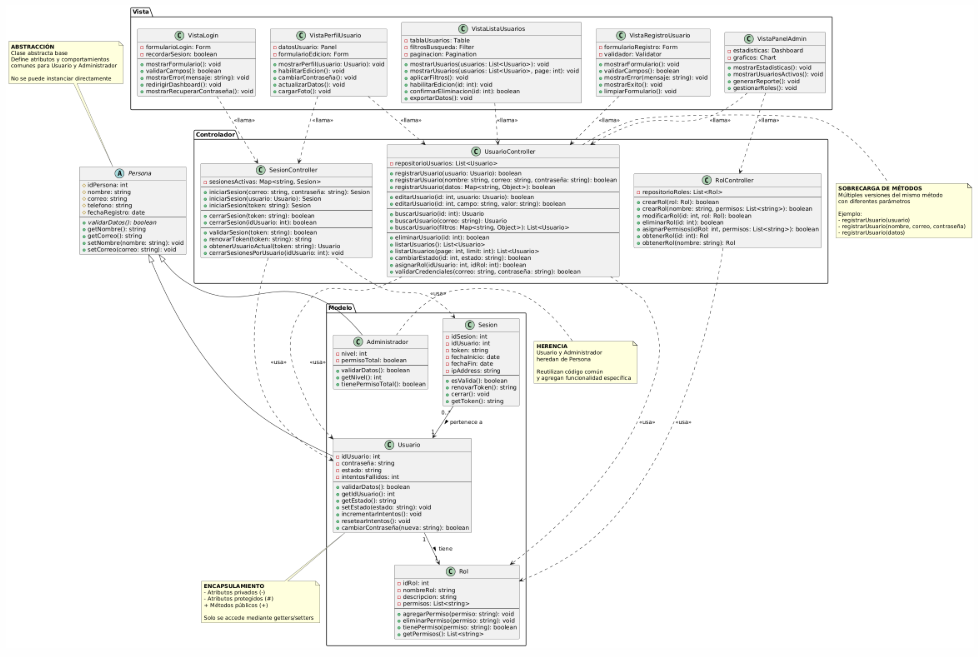 Vista
VistaLogin
formularioLogin: Form
recordarSesion: boolean
mostrarFormulario(): void
validarCampos(): boolean
mostrarError(mensaje: string): void
redirigirDashboard(): void
mostrarRecuperarContraseña(): void
VistaPerfilUsuario
datosUsuario: Panel
formularioEdicion: Form
mostrarPerfil(usuario: Usuario): void
habilitarEdicion(): void
cambiarContraseña(): void
actualizarDatos(): void
cargarFoto(): void
VistaListaUsuarios
tablaUsuarios: Table
filtrosBusqueda: Filter
paginacion: Pagination
mostrarUsuarios(usuarios: List<Usuario>): void
mostrarUsuarios(usuarios: List<Usuario>, page: int): void
aplicarFiltros(): void
habilitarEdicion(id: int): void
confirmarEliminacion(id: int): boolean
exportarDatos(): void
VistaRegistroUsuario
formularioRegistro: Form
validador: Validator
mostrarFormulario(): void
validarCampos(): boolean
mostrarError(mensaje: string): void
mostrarExito(): void
limpiarFormulario(): void
VistaPanelAdmin
estadisticas: Dashboard
graficos: Chart
mostrarEstadisticas(): void
mostrarUsuariosActivos(): void
generarReporte(): void
gestionarRoles(): void
ABSTRACCIÓN
Clase abstracta base
Define atributos y comportamientos
comunes para Usuario y Administrador
No se puede instanciar directamente
«llama»
«llama»
«llama»
«llama»
«llama»
«llama»
«llama»
Controlador
SesionController
sesionesActivas: Map<string, Sesion>
iniciarSesion(correo: string, contraseña: string): Sesion
iniciarSesion(usuario: Usuario): Sesion
iniciarSesion(token: string): Sesion
cerrarSesion(token: string): boolean
cerrarSesion(idUsuario: int): boolean
validarSesion(token: string): boolean
renovarToken(token: string): string
obtenerUsuarioActual(token: string): Usuario
cerrarSesionesPorUsuario(idUsuario: int): void
UsuarioController
repositorioUsuarios: List<Usuario>
registrarUsuario(usuario: Usuario): boolean
registrarUsuario(nombre: string, correo: string, contraseña: string): boolean
registrarUsuario(datos: Map<string, Object>): boolean
editarUsuario(id: int, usuario: Usuario): boolean
editarUsuario(id: int, campo: string, valor: string): boolean
buscarUsuario(id: int): Usuario
buscarUsuario(correo: string): Usuario
buscarUsuario(filtros: Map<string, Object>): List<Usuario>
eliminarUsuario(id: int): boolean
listarUsuarios(): List<Usuario>
listarUsuarios(page: int, limit: int): List<Usuario>
cambiarEstado(id: int, estado: string): boolean
asignarRol(idUsuario: int, idRol: int): boolean
validarCredenciales(correo: string, contraseña: string): boolean
RolController
repositorioRoles: List<Rol>
crearRol(rol: Rol): boolean
crearRol(nombre: string, permisos: List<string>): boolean
modificarRol(id: int, rol: Rol): boolean
eliminarRol(id: int): boolean
asignarPermisos(idRol: int, permisos: List<string>): boolean
obtenerRol(id: int): Rol
obtenerRol(nombre: string): Rol
SOBRECARGA DE MÉTODOS
Múltiples versiones del mismo método
con diferentes parámetros
Ejemplo:
- registrarUsuario(usuario)
- registrarUsuario(nombre, correo, contraseña)
- registrarUsuario(datos)
Persona
idPersona: int
nombre: string
correo: string
telefono: string
fechaRegistro: date
validarDatos(): boolean
getNombre(): string
getCorreo(): string
setNombre(nombre: string): void
setCorreo(correo: string): void
«usa»
«usa»
«usa»
«usa»
«usa»
Modelo
Administrador
nivel: int
permisoTotal: boolean
validarDatos(): boolean
getNivel(): int
tienePermisoTotal(): boolean
Sesion
idSesion: int
idUsuario: int
token: string
fechaInicio: date
fechaFin: date
ipAddress: string
esValida(): boolean
renovarToken(): string
cerrar(): void
getToken(): string
HERENCIA
Usuario y Administrador
heredan de Persona
Reutilizan código común
y agregan funcionalidad específica
0..*
pertenece a
1
Usuario
idUsuario: int
contraseña: string
estado: string
intentosFallidos: int
validarDatos(): boolean
getIdUsuario(): int
getEstado(): string
setEstado(estado: string): void
incrementarIntentos(): void
resetearIntentos(): void
cambiarContraseña(nueva: string): boolean
1
tiene
1
ENCAPSULAMIENTO
- Atributos privados (-)
- Atributos protegidos (#)
+ Métodos públicos (+)
Solo se accede mediante getters/setters
Rol
idRol: int
nombreRol: string
descripcion: string
permisos: List<string>
agregarPermiso(permiso: string): void
eliminarPermiso(permiso: string): void
tienePermiso(permiso: string): boolean
getPermisos(): List<string>